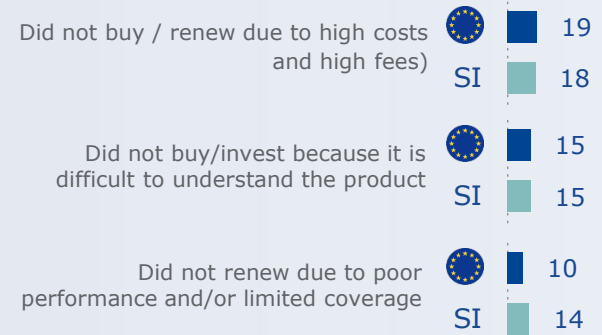 Did not buy / renew due to high costs
and high fees)
19
SI 18
Did not buy/invest because it is
difficult to understand the product
15
SI 15
Did not renew due to poor
performance and/or limited coverage
10
SI 14